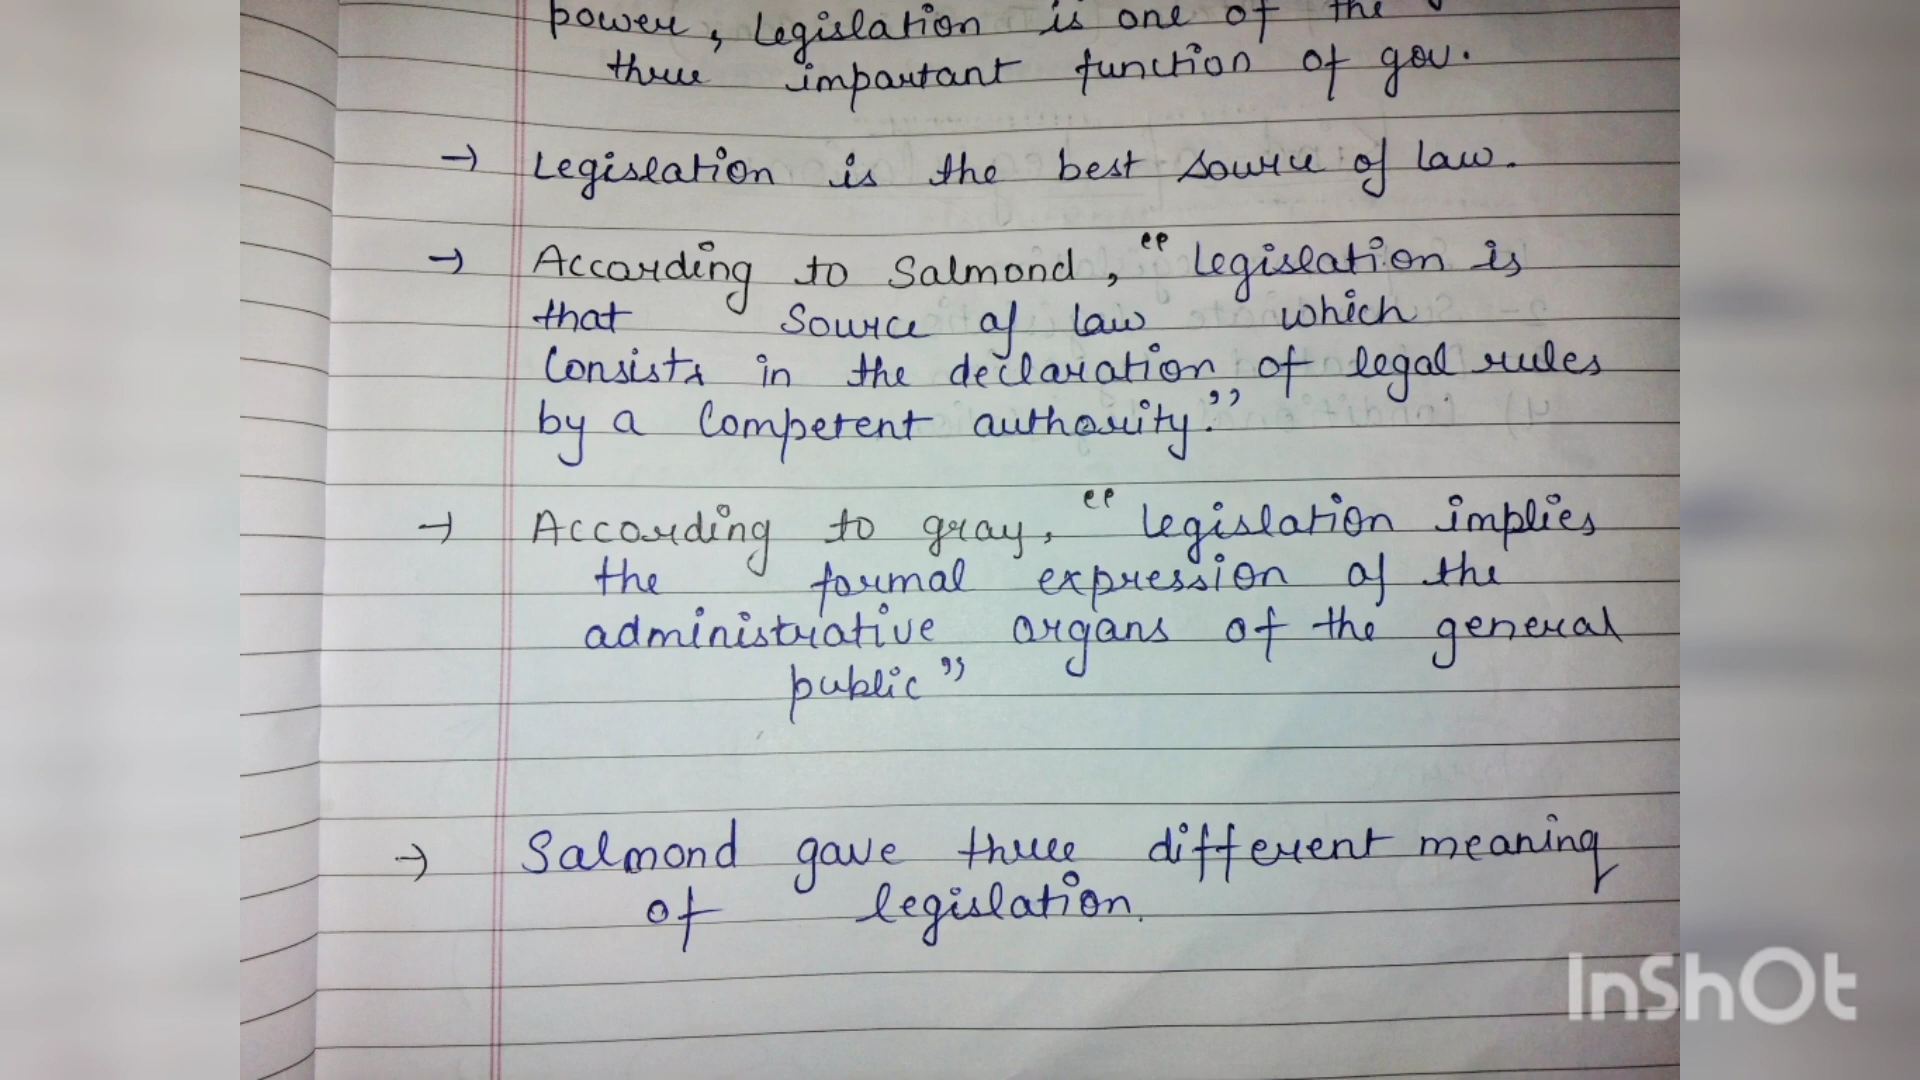 power, Legislation is one of the
three important function of gov.
→ Legislation is the best source of law.
→ According to Salmond, "Legislation is
that source of law which
Consists in the declaration of legal rules
by a Competent authority."
→ According to gray, "Legislation implies
the formal expression of the
administrative organs of the general
public"
→ Salmond gave three different meaning
of legislation.
InShOt